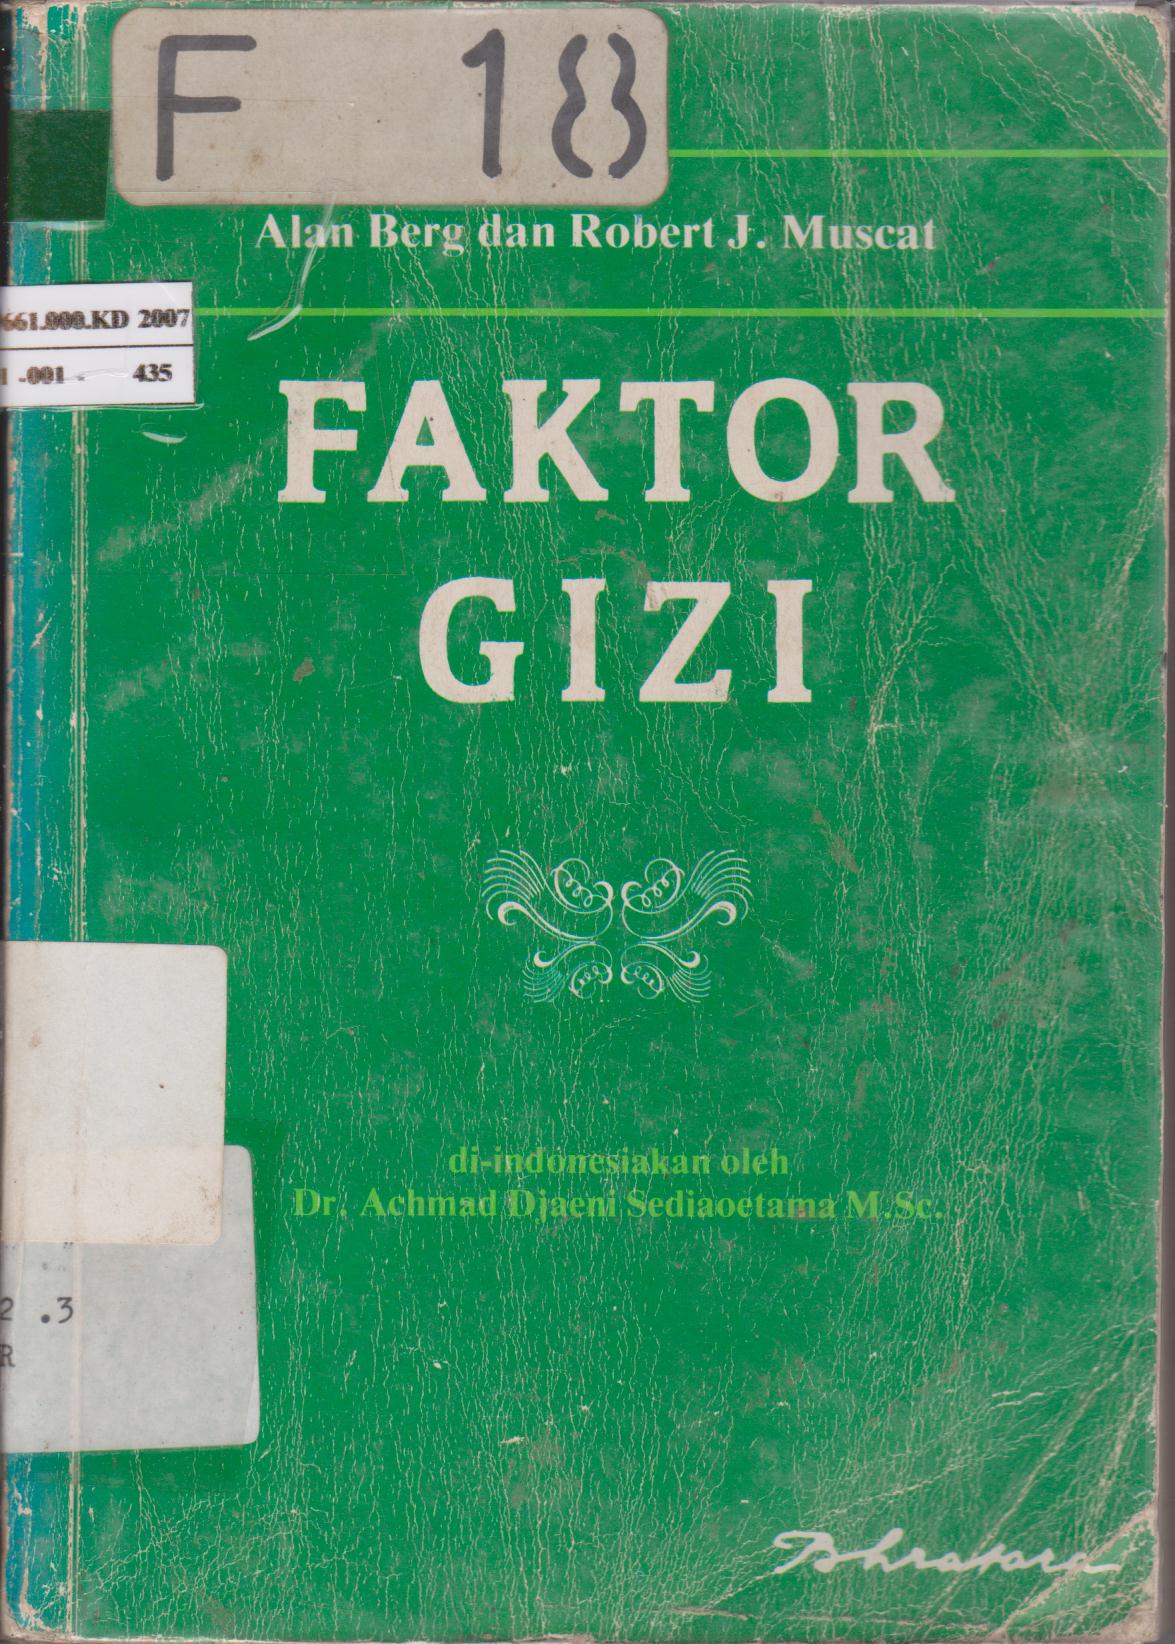 F 18
Alan Berg dan Robert J. Muscat
661.000.KD 2007
-001 - 435
FAKTOR
GIZI
di-indonesiakan oleh
Dr. Achmad Djaeni Sediaoetama M.Sc.
2 .3
R
Bhratara